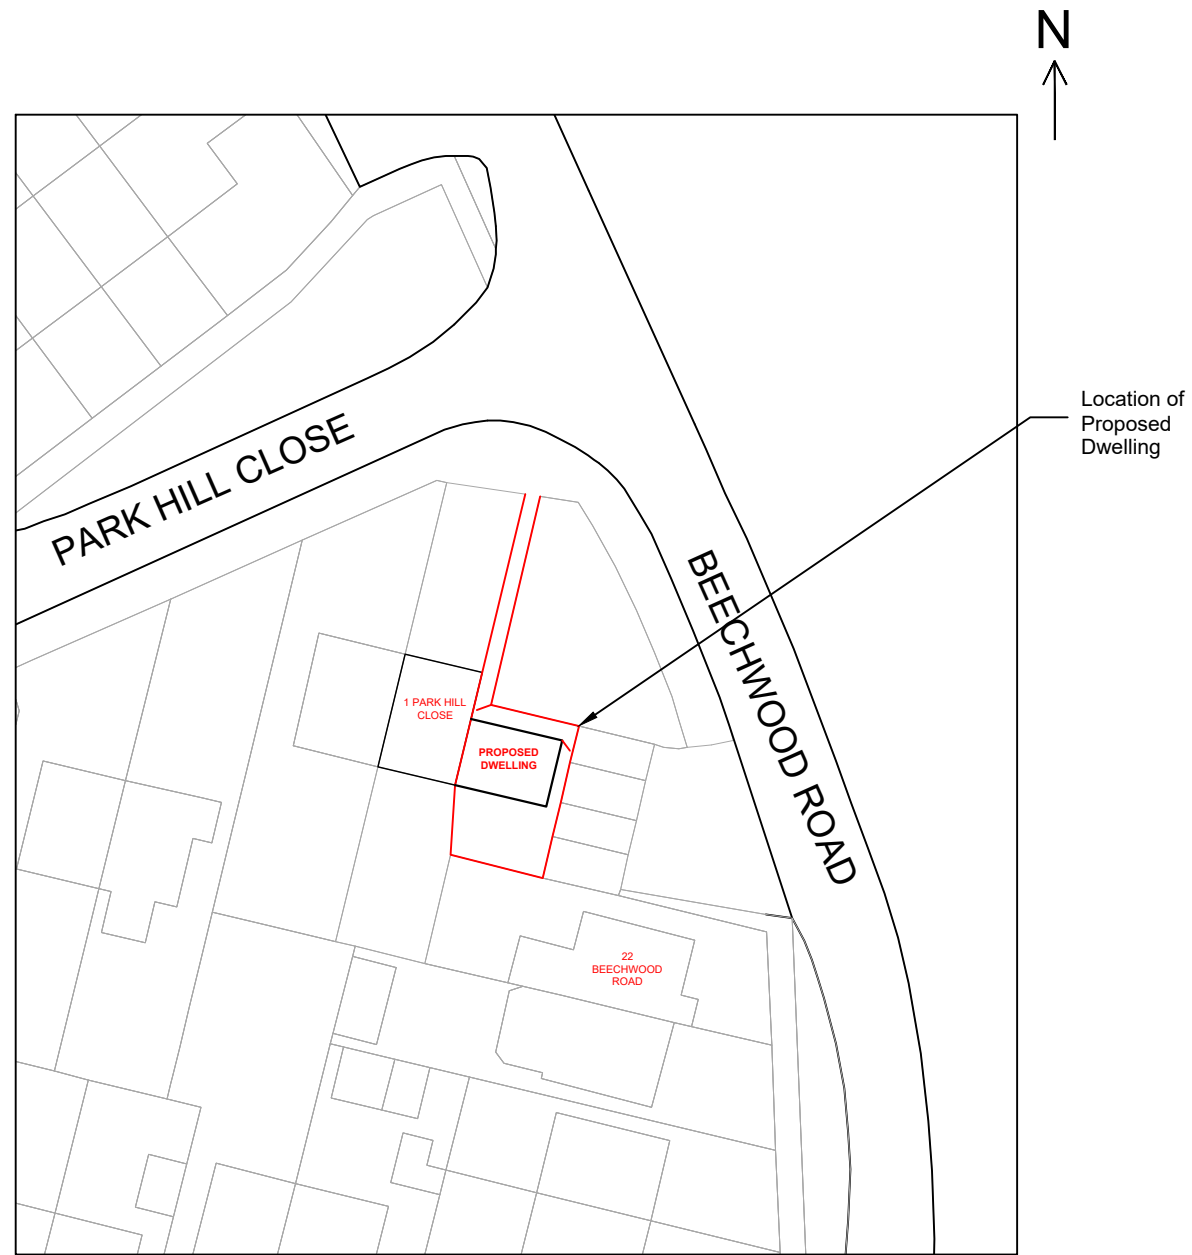 N
Location of
Proposed
Dwelling
PARK HILL CLOSE
BEECHWOOD ROAD
1 PARK HILL
CLOSE
PROPOSED
DWELLING
22
BEECHWOOD
ROAD